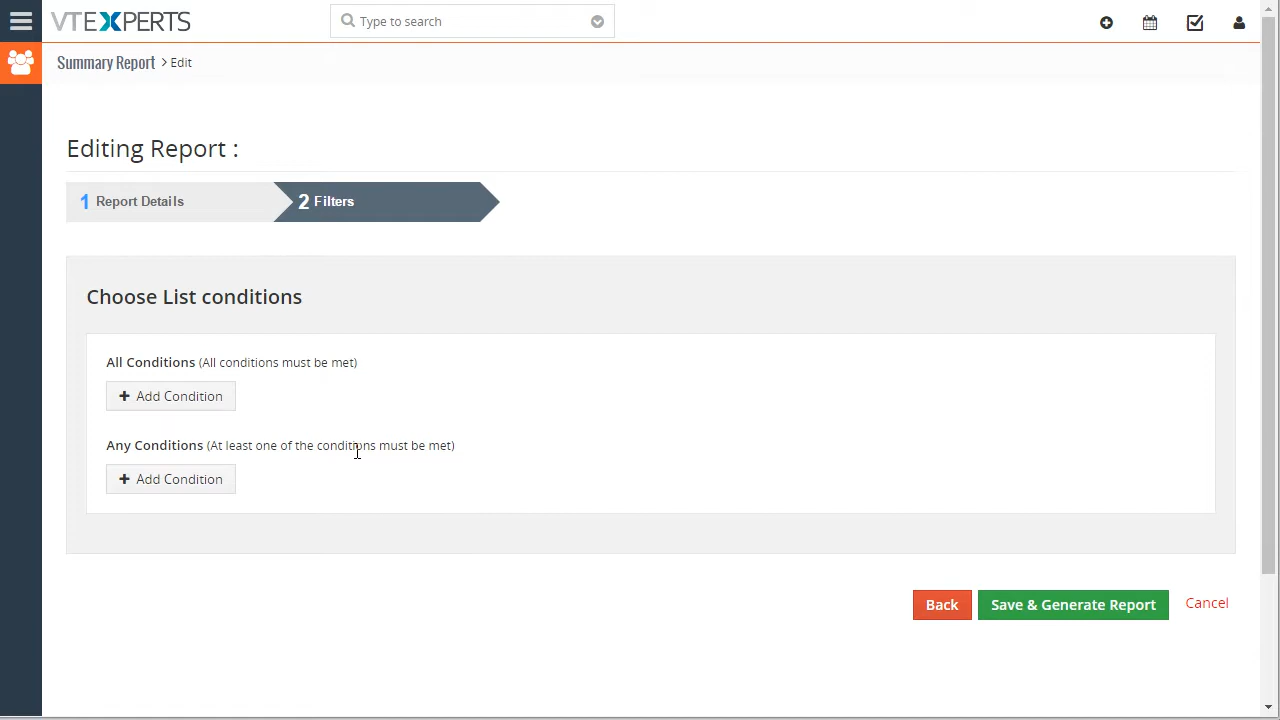 VTEXPERTS
Type to search
Summary Report > Edit
Editing Report :
1 Report Details
2 Filters
Choose List conditions
All Conditions (All conditions must be met)
+ Add Condition
Any Conditions (At least one of the conditions must be met)
+ Add Condition
Back
Save & Generate Report
Cancel